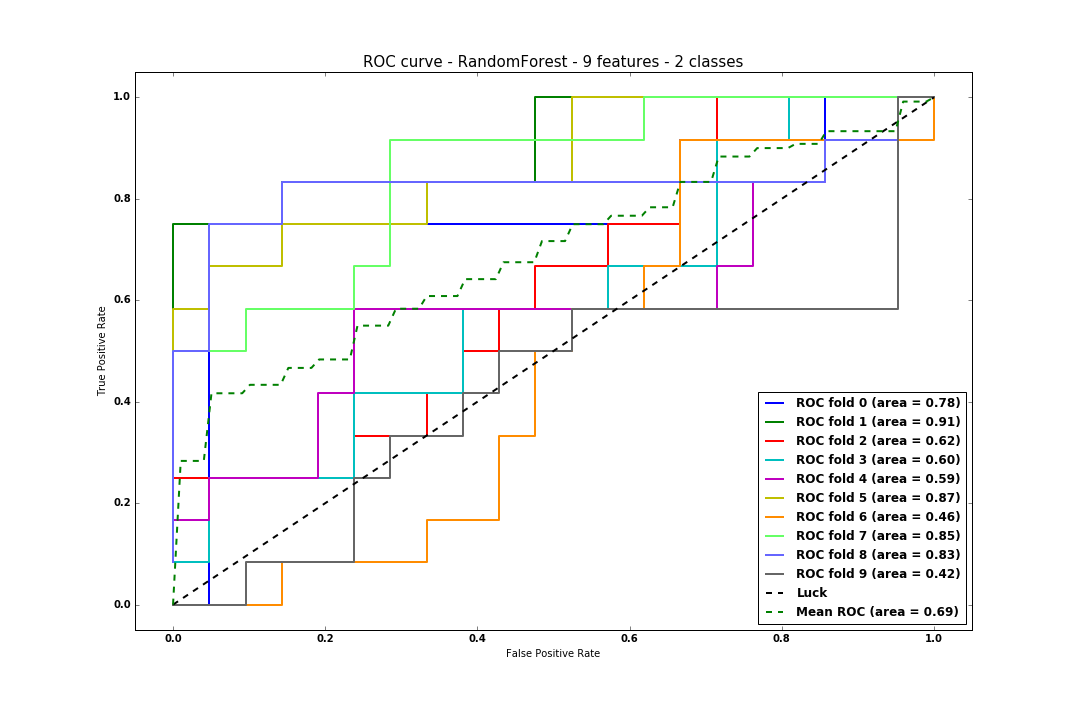 ROC curve - RandomForest - 9 features - 2 classes
1.0
0.8
0.6
0.4
0.2
0.0
True Positive Rate
0.0 0.2 0.4 0.6 0.8 1.0
False Positive Rate
ROC fold 0 (area = 0.78)
ROC fold 1 (area = 0.91)
ROC fold 2 (area = 0.62)
ROC fold 3 (area = 0.60)
ROC fold 4 (area = 0.59)
ROC fold 5 (area = 0.87)
ROC fold 6 (area = 0.46)
ROC fold 7 (area = 0.85)
ROC fold 8 (area = 0.83)
ROC fold 9 (area = 0.42)
Luck
Mean ROC (area = 0.69)